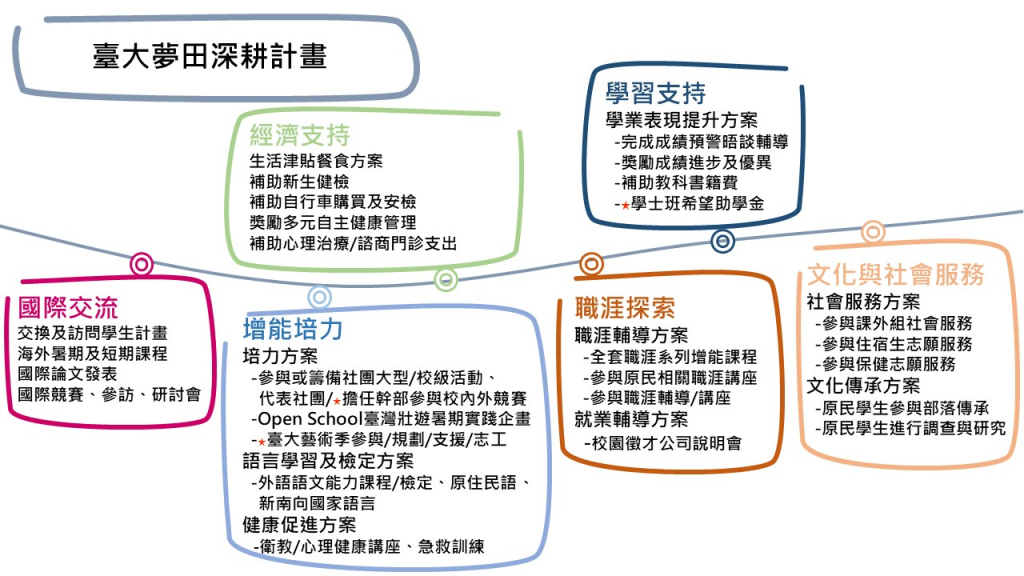 臺大夢田深耕計畫
經濟支持
生活津貼餐食方案
補助新生健檢
補助自行車購買及安檢
獎勵多元自主健康管理
補助心理治療/諮商門診支出
學習支持
學業表現提升方案
-完成成績預警晤談輔導
-獎勵成績進步及優異
-補助教科書籍費
-★學士班希望助學金
國際交流
交換及訪問學生計畫
海外暑期及短期課程
國際論文發表
國際競賽、參訪、研討會
增能培力
培力方案
-參與或籌備社團大型/校級活動、
代表社團/★擔任幹部參與校內外競賽
-Open School臺灣壯遊暑期實踐企畫
-★臺大藝術季參與/規劃/支援/志工
語言學習及檢定方案
-外語語文能力課程/檢定、原住民語、
新南向國家語言
健康促進方案
-衛教/心理健康講座、急救訓練
職涯探索
職涯輔導方案
-全套職涯系列增能課程
-參與原民相關職涯講座
-參與職涯輔導/講座
就業輔導方案
-校園徵才公司說明會
文化與社會服務
社會服務方案
-參與課外組社會服務
-參與住宿生志願服務
-參與保健志願服務
文化傳承方案
-原民學生參與部落傳承
-原民學生進行調查與研究